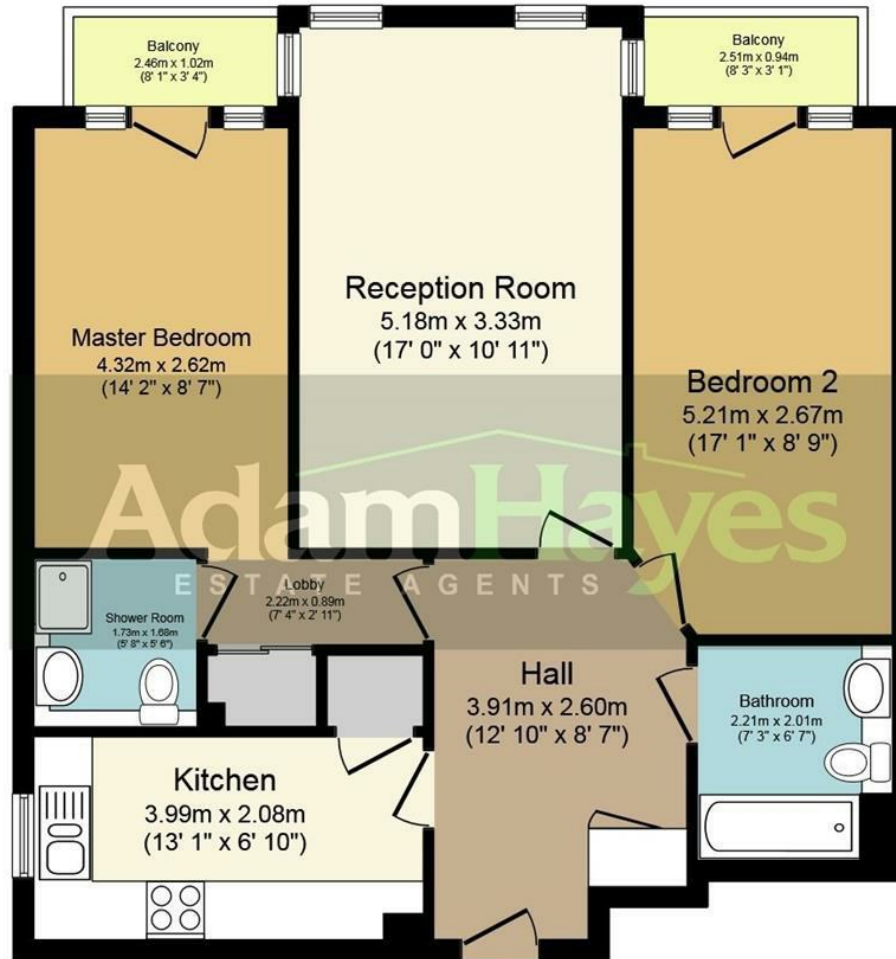 Balcony
2.46m x 1.02m
(8' 1" x 3' 4")
Balcony
2.51m x 0.94m
(8' 3" x 3' 1")
Reception Room
5.18m x 3.33m
(17' 0" x 10' 11")
Master Bedroom
4.32m x 2.62m
(14' 2" x 8' 7")
Bedroom 2
5.21m x 2.67m
(17' 1" x 8' 9")
AdamHayes
ESTATE AGENTS
Lobby
2.22m x 0.89m
(7' 4" x 2' 11")
Shower Room
1.73m x 1.68m
(5' 8" x 5' 6")
Hall
3.91m x 2.60m
(12' 10" x 8' 7")
Bathroom
2.21m x 2.01m
(7' 3" x 6' 7")
Kitchen
3.99m x 2.08m
(13' 1" x 6' 10")